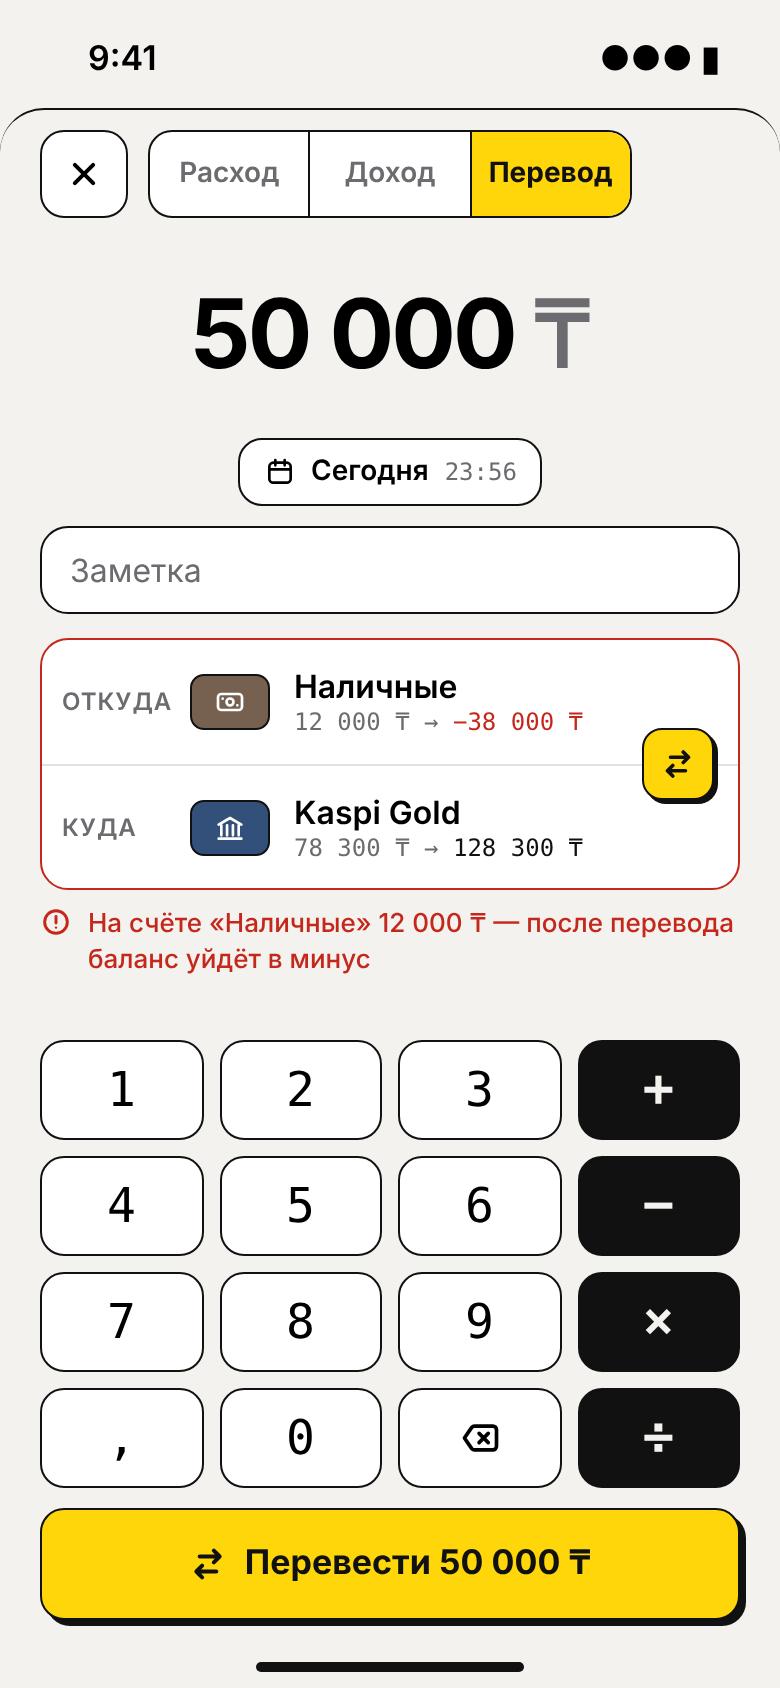 9:41
Расход Доход Перевод
50 000 ₸
Сегодня 23:56
Заметка
ОТКУДА Наличные
12 000 ₸ → −38 000 ₸
КУДА Kaspi Gold
78 300 ₸ → 128 300 ₸
На счёте «Наличные» 12 000 ₸ — после перевода
баланс уйдёт в минус
1 2 3 +
4 5 6 −
7 8 9 ×
, 0 ÷
Перевести 50 000 ₸